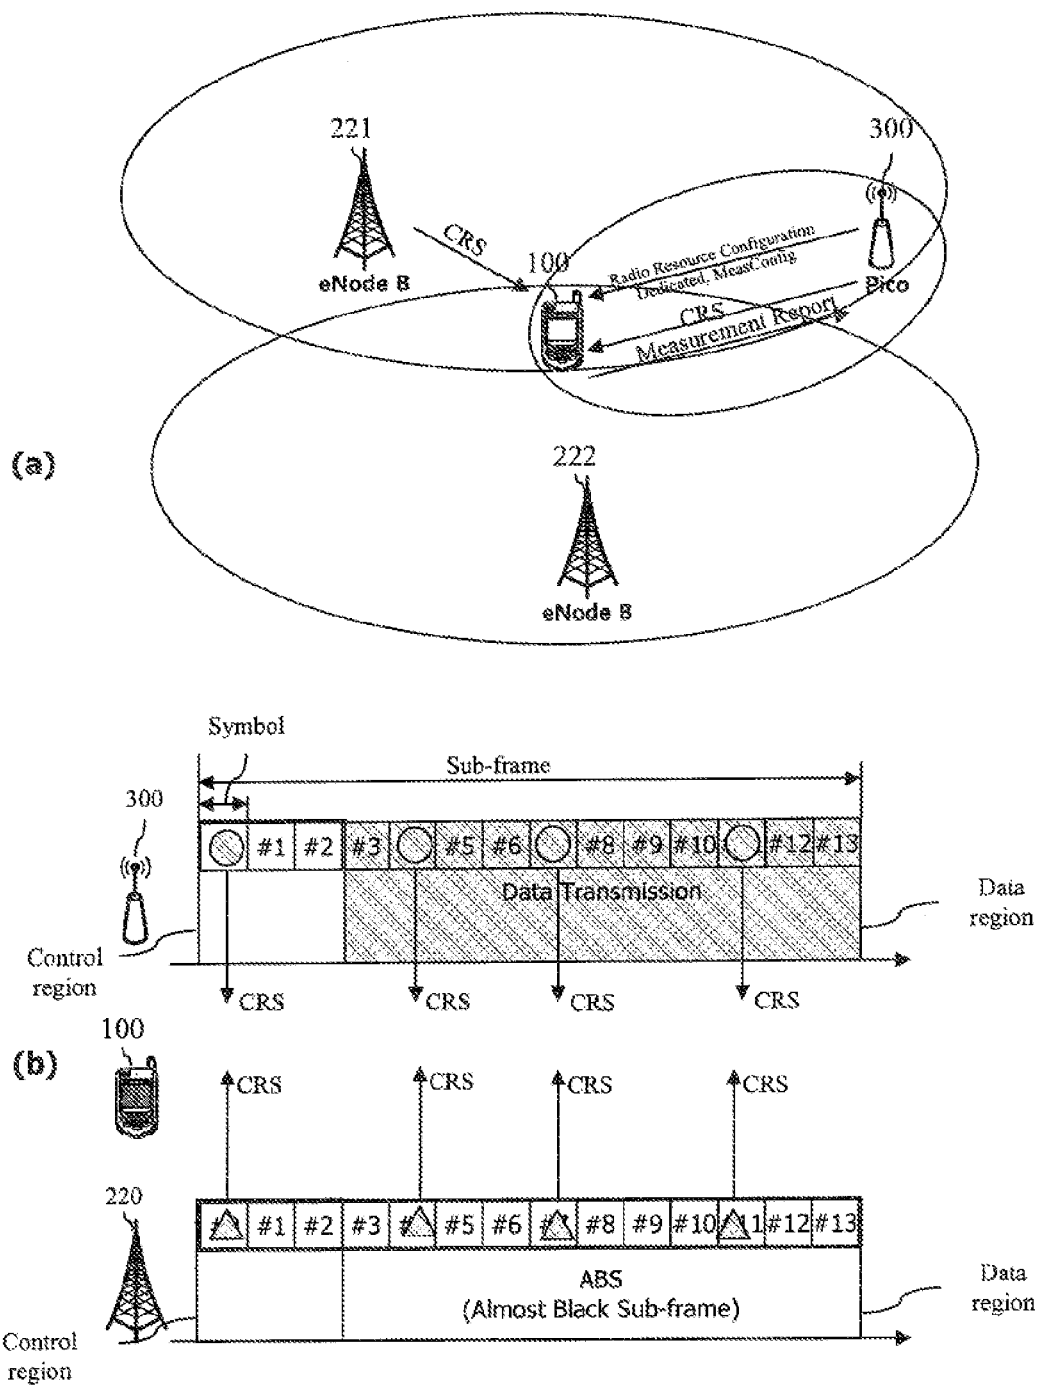 221
300
CRS
100
Radio Resource Configuration
Dedicated, MeasConfig
eNode B
Pico
CRS
Measurement Report
(a)
222
eNode B
Symbol
Sub-frame
300
#1 #2 #3 #5 #6 #8 #9 #10 #12 #13
Data Transmission
Data
region
Control
region
CRS CRS CRS CRS
100
(b)
CRS CRS CRS CRS
220
#1 #2 #3 #5 #6 #8 #9 #10 #11 #12 #13
ABS
(Almost Black Sub-frame)
Data
region
Control
region